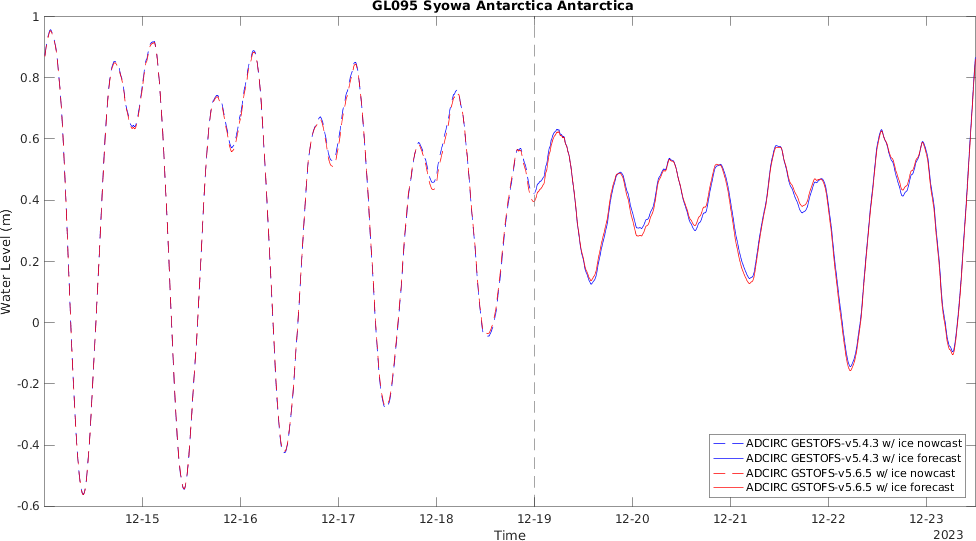 GL095 Syowa Antarctica Antarctica
Water Level (m)
1
0.8
0.6
0.4
0.2
0
-0.2
-0.4
-0.6
ADCIRC GESTOFS-v5.4.3 w/ ice nowcast
ADCIRC GESTOFS-v5.4.3 w/ ice forecast
ADCIRC GSTOFS-v5.6.5 w/ ice nowcast
ADCIRC GSTOFS-v5.6.5 w/ ice forecast
12-15 12-16 12-17 12-18 12-19 12-20 12-21 12-22 12-23
Time
2023